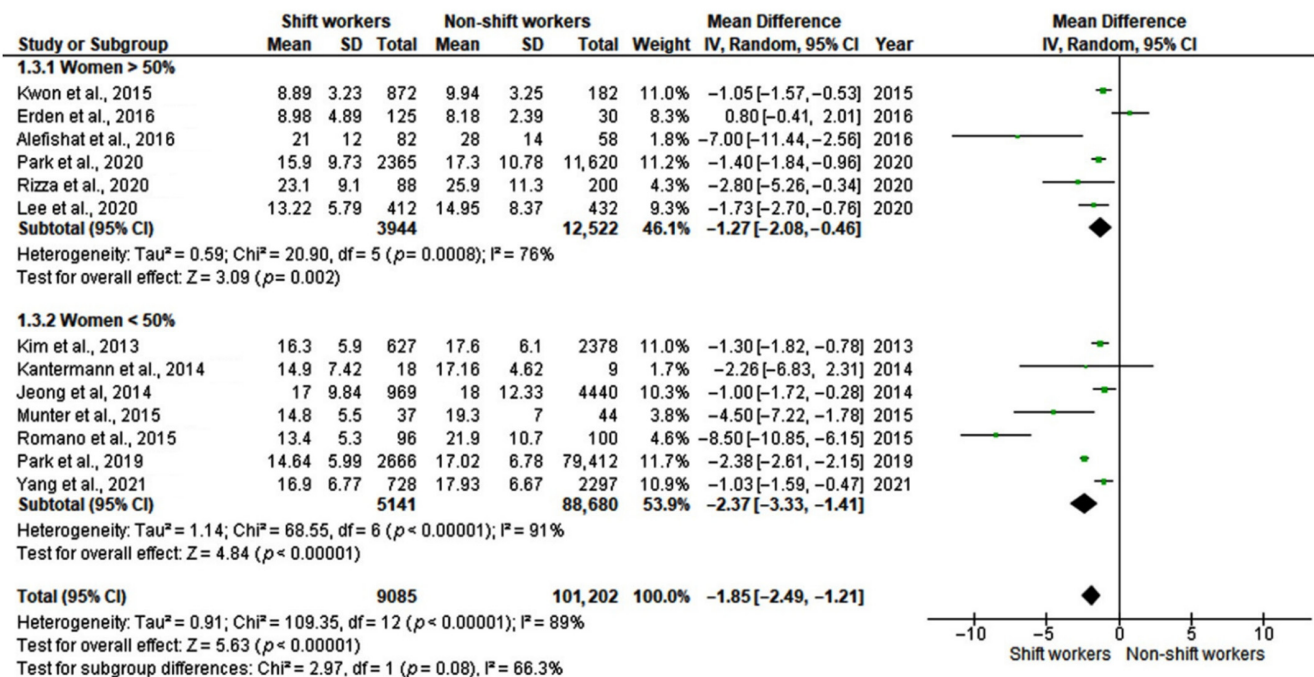 Shift workers Non-shift workers Mean Difference Mean Difference
Study or Subgroup Mean SD Total Mean SD Total Weight IV, Random, 95% CI Year IV, Random, 95% CI
1.3.1 Women > 50%
Kwon et al., 2015 8.89 3.23 872 9.94 3.25 182 11.0% −1.05 [−1.57, −0.53] 2015
Erden et al., 2016 8.98 4.89 125 8.18 2.39 30 8.3% 0.80 [−0.41, 2.01] 2016
Alefishat et al., 2016 21 12 82 28 14 58 1.8% −7.00 [−11.44, −2.56] 2016
Park et al., 2020 15.9 9.73 2365 17.3 10.78 11,620 11.2% −1.40 [−1.84, −0.96] 2020
Rizza et al., 2020 23.1 9.1 88 25.9 11.3 200 4.3% −2.80 [−5.26, −0.34] 2020
Lee et al., 2020 13.22 5.79 412 14.95 8.37 432 9.3% −1.73 [−2.70, −0.76] 2020
Subtotal (95% CI) 3944 12,522 46.1% −1.27 [−2.08, −0.46]
Heterogeneity: Tau² = 0.59; Chi² = 20.90, df = 5 (p= 0.0008); I² = 76%
Test for overall effect: Z = 3.09 (p= 0.002)
1.3.2 Women < 50%
Kim et al., 2013 16.3 5.9 627 17.6 6.1 2378 11.0% −1.30 [−1.82, −0.78] 2013
Kantermann et al., 2014 14.9 7.42 18 17.16 4.62 9 1.7% −2.26 [−6.83, 2.31] 2014
Jeong et al, 2014 17 9.84 969 18 12.33 4440 10.3% −1.00 [−1.72, −0.28] 2014
Munter et al., 2015 14.8 5.5 37 19.3 7 44 3.8% −4.50 [−7.22, −1.78] 2015
Romano et al., 2015 13.4 5.3 96 21.9 10.7 100 4.6% −8.50 [−10.85, −6.15] 2015
Park et al., 2019 14.64 5.99 2666 17.02 6.78 79,412 11.7% −2.38 [−2.61, −2.15] 2019
Yang et al., 2021 16.9 6.77 728 17.93 6.67 2297 10.9% −1.03 [−1.59, −0.47] 2021
Subtotal (95% CI) 5141 88,680 53.9% −2.37 [−3.33, −1.41]
Heterogeneity: Tau² = 1.14; Chi² = 68.55, df = 6 (p < 0.00001); I² = 91%
Test for overall effect: Z = 4.84 (p < 0.00001)
Total (95% CI) 9085 101,202 100.0% −1.85 [−2.49, −1.21]
Heterogeneity: Tau² = 0.91; Chi² = 109.35, df = 12 (p < 0.00001); I² = 89%
Test for overall effect: Z = 5.63 (p < 0.00001)
Test for subgroup differences: Chi² = 2.97, df = 1 (p = 0.08), I² = 66.3%
−10 −5 0 5 10
Shift workers Non-shift workers